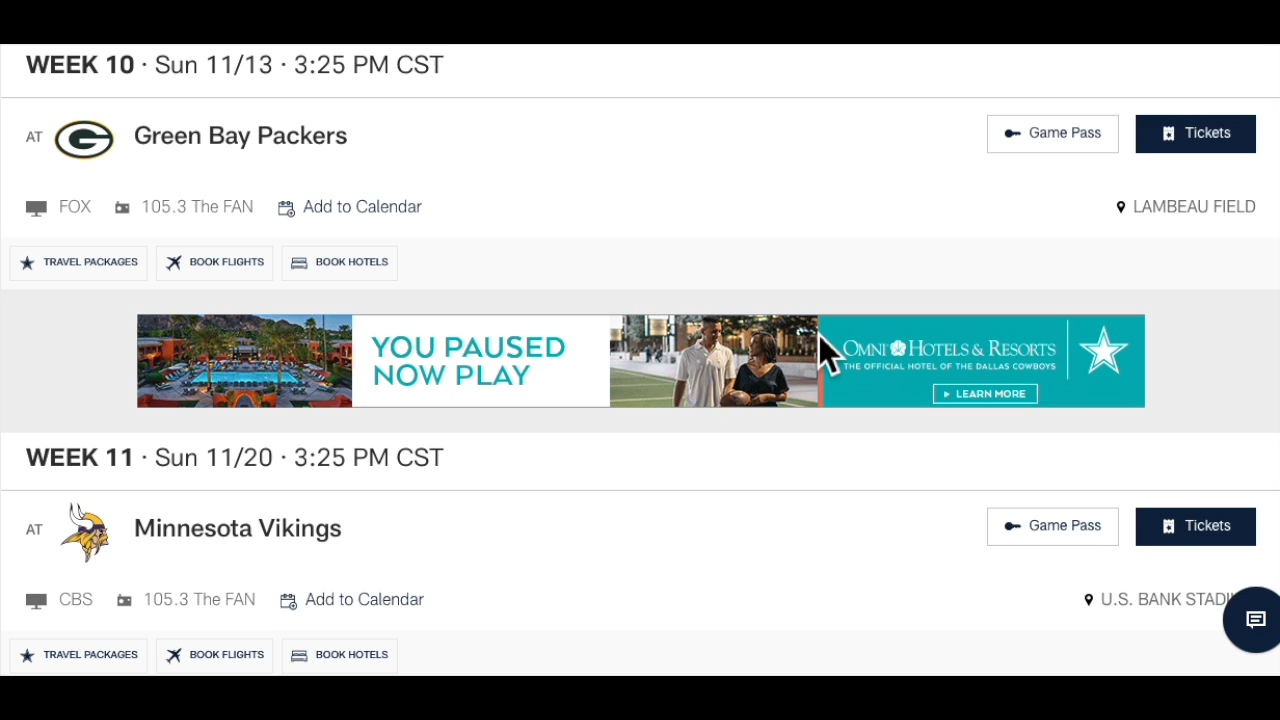 WEEK 10 · Sun 11/13 · 3:25 PM CST
AT G Green Bay Packers Game Pass Tickets
FOX 105.3 The FAN Add to Calendar LAMBEAU FIELD
TRAVEL PACKAGES BOOK FLIGHTS BOOK HOTELS
YOU PAUSED
NOW PLAY
OMNI HOTELS & RESORTS
THE OFFICIAL HOTEL OF THE DALLAS COWBOYS
LEARN MORE
WEEK 11 · Sun 11/20 · 3:25 PM CST
AT Minnesota Vikings Game Pass Tickets
CBS 105.3 The FAN Add to Calendar U.S. BANK
TRAVEL PACKAGES BOOK FLIGHTS BOOK HOTELS